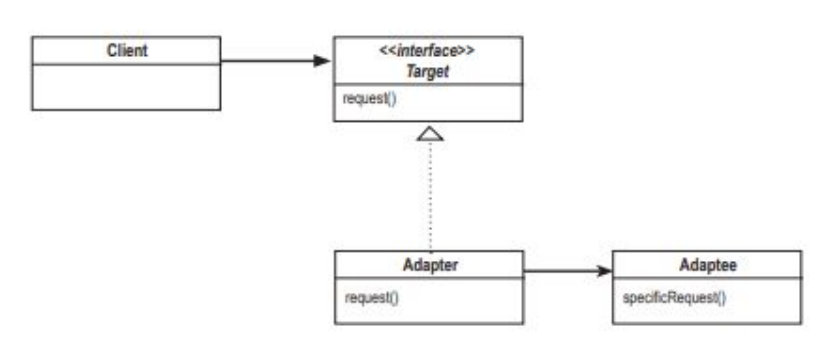 Client
<<interface>>
Target
request()
Adapter
request()
Adaptee
specificRequest()